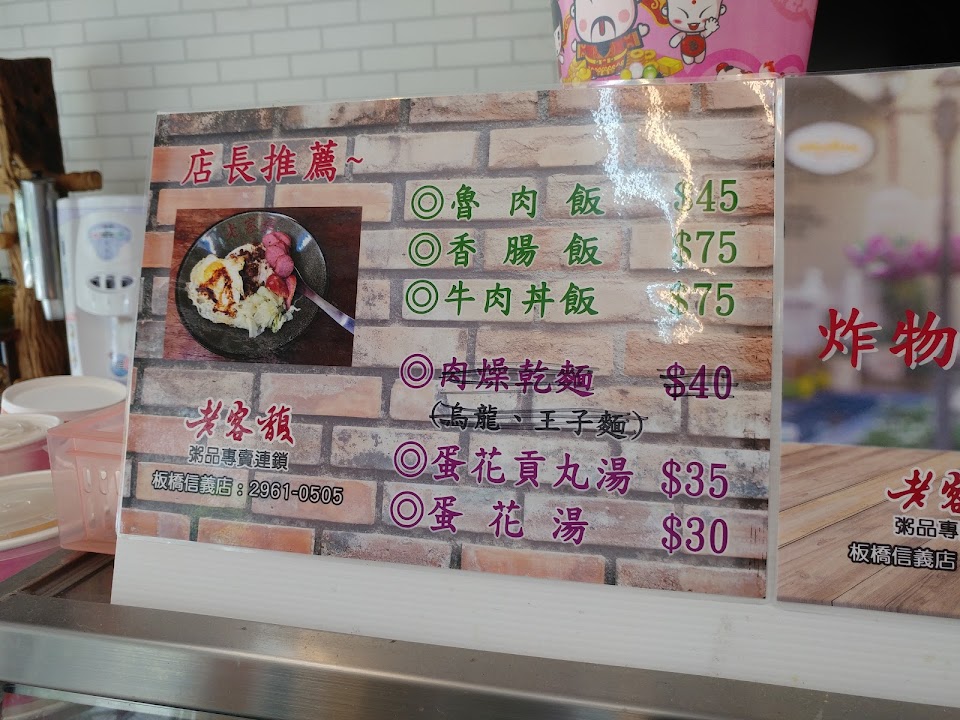 店長推薦~
◎魯肉飯 $45
◎香腸飯 $75
◎牛肉丼飯 $75
◎肉燥乾麵 $40
(烏龍、王子麵)
◎蛋花貢丸湯 $35
◎蛋花湯 $30
老客馥
粥品專賣連鎖
板橋信義店:2961-0505
炸物
老客
粥品專
板橋信義店